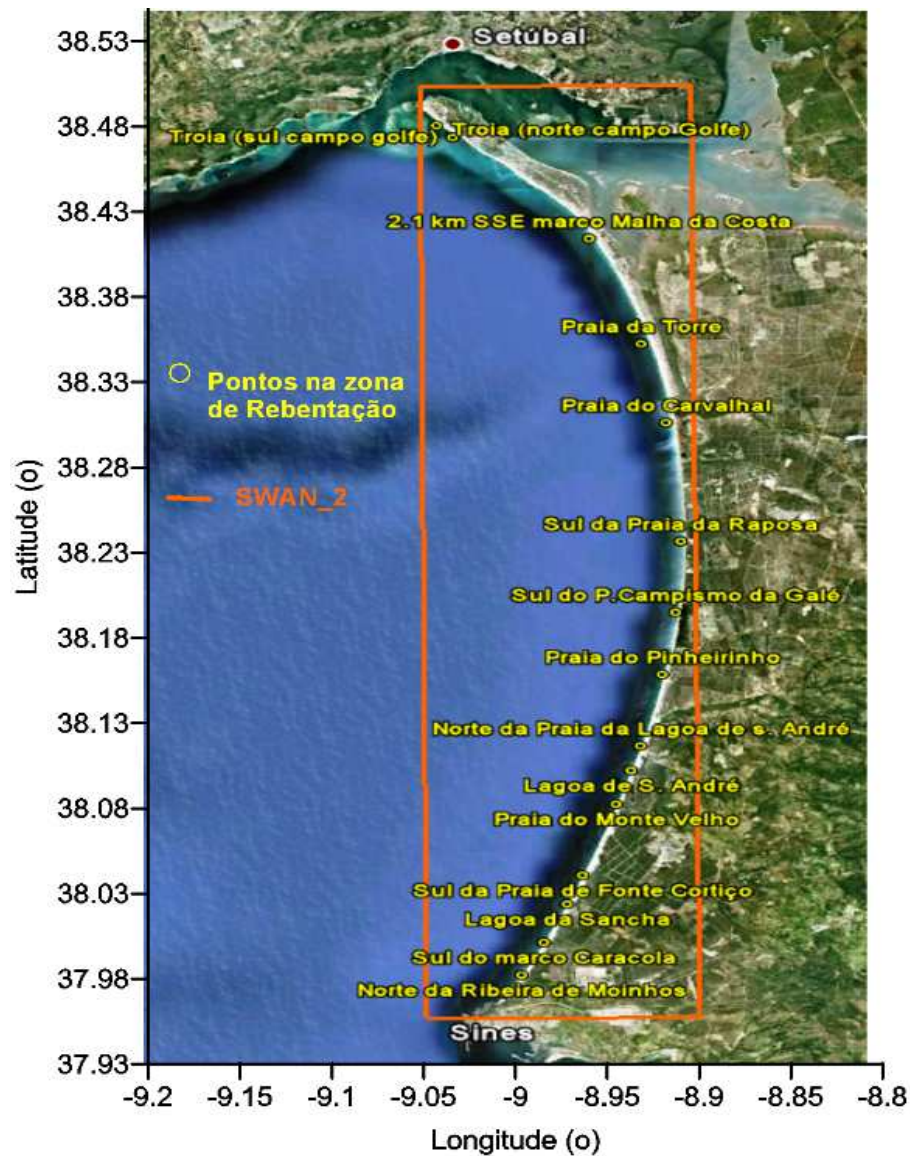 38.53
Setúbal
38.48
Troia (sul campo golfe)
Troia (norte campo Golfe)
38.43
2.1 km SSE marco Malha da Costa
38.38
Praia da Torre
38.33
Pontos na zona
de Rebentação
Praia do Carvalhal
38.28
SWAN_2
Sul da Praia da Raposa
38.23
Sul do P.Campismo da Galé
38.18
Praia do Pinheirinho
38.13
Norte da Praia da Lagoa de s. André
Lagoa de S. André
38.08
Praia do Monte Velho
38.03
Sul da Praia de Fonte Cortiço
Lagoa da Sancha
Sul do marco Caracola
37.98
Norte da Ribeira de Moinhos
Sines
37.93
Latitude (o)
-9.2 -9.15 -9.1 -9.05 -9 -8.95 -8.9 -8.85 -8.8
Longitude (o)